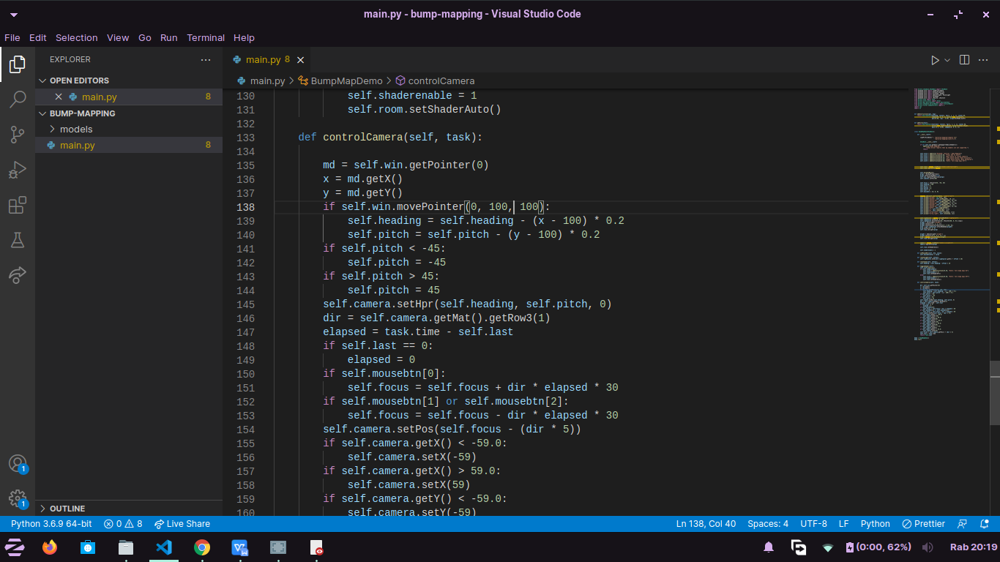 main.py - bump-mapping - Visual Studio Code
File Edit Selection View Go Run Terminal Help
EXPLORER
main.py 8
OPEN EDITORS
main.py > BumpMapDemo > controlCamera
main.py 8
BUMP-MAPPING
models
main.py 8
130 self.shaderenable = 1
131 self.room.setShaderAuto()
132
133 def controlCamera(self, task):
134
135 md = self.win.getPointer(0)
136 x = md.getX()
137 y = md.getY()
138 if self.win.movePointer(0, 100, 100):
139 self.heading = self.heading - (x - 100) * 0.2
140 self.pitch = self.pitch - (y - 100) * 0.2
141 if self.pitch < -45:
142 self.pitch = -45
143 if self.pitch > 45:
144 self.pitch = 45
145 self.camera.setHpr(self.heading, self.pitch, 0)
146 dir = self.camera.getMat().getRow3(1)
147 elapsed = task.time - self.last
148 if self.last == 0:
149 elapsed = 0
150 if self.mousebtn[0]:
151 self.focus = self.focus + dir * elapsed * 30
152 if self.mousebtn[1] or self.mousebtn[2]:
153 self.focus = self.focus - dir * elapsed * 30
154 self.camera.setPos(self.focus - (dir * 5))
155 if self.camera.getX() < -59.0:
156 self.camera.setX(-59)
157 if self.camera.getX() > 59.0:
158 self.camera.setX(59)
159 if self.camera.getY() < -59.0:
160 self.camera.setY(-59)
1
1
OUTLINE
Python 3.6.9 64-bit 0 8 Live Share Ln 138, Col 40 Spaces: 4 UTF-8 LF Python Prettier
(0:00, 62%) Rab 20:19